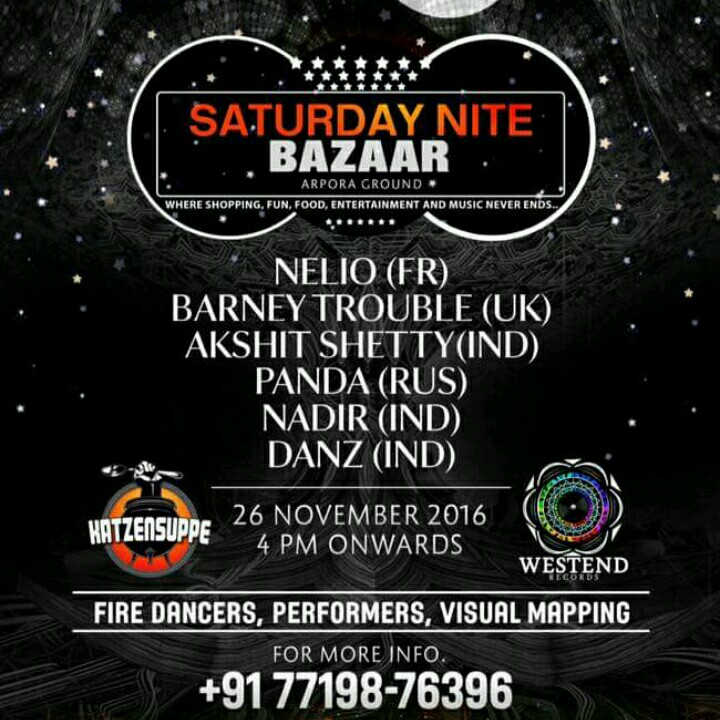 SATURDAY NITE
BAZAAR
ARPORA GROUND
WHERE SHOPPING, FUN, FOOD, ENTERTAINMENT AND MUSIC NEVER ENDS..
NELIO (FR)
BARNEY TROUBLE (UK)
AKSHIT SHETTY(IND)
PANDA (RUS)
NADIR (IND)
DANZ (IND)
KATZENSUPPE
26 NOVEMBER 2016
4 PM ONWARDS
WESTEND
RECORDS
FIRE DANCERS, PERFORMERS, VISUAL MAPPING
FOR MORE INFO.
+91 77198-76396